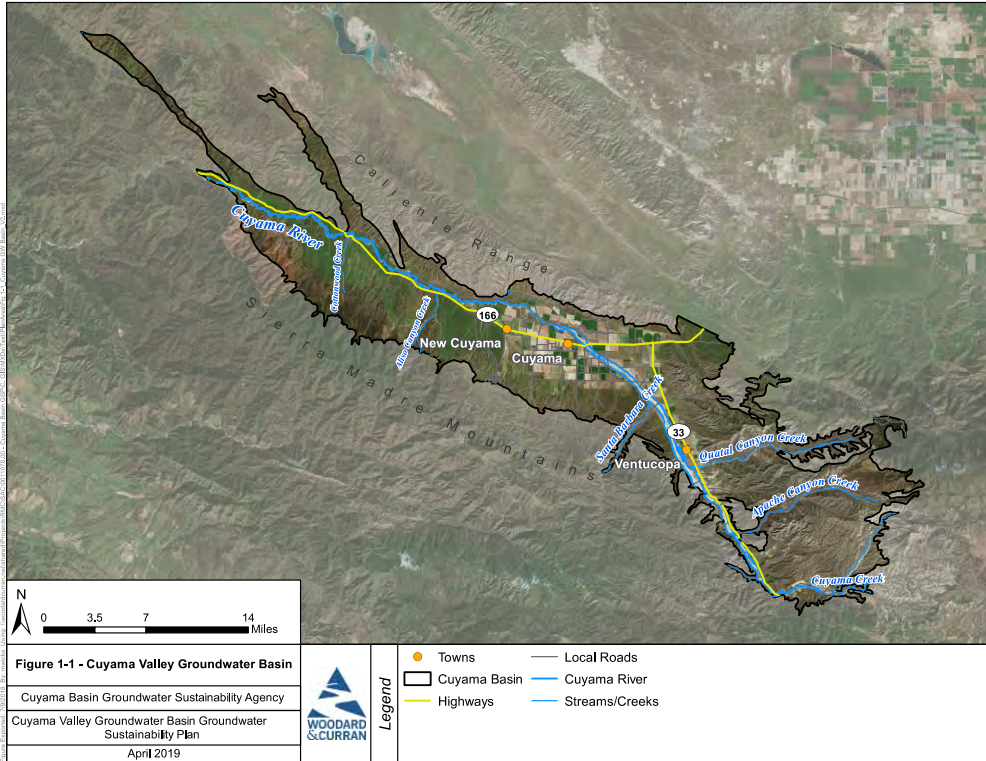 Caliente Range
Cuyama River
Cottonwood Creek
Aliso Canyon Creek
Sierra Madre Mountains
166
New Cuyama
Cuyama
Santa Barbara Creek
33
Ventucopa
Quatal Canyon Creek
Apache Canyon Creek
Cuyama Creek
N
0 3.5 7 14
Miles
Figure 1-1 - Cuyama Valley Groundwater Basin
Cuyama Basin Groundwater Sustainability Agency
Cuyama Valley Groundwater Basin Groundwater
Sustainability Plan
April 2019
WOODARD
&CURRAN
Legend
Towns
Cuyama Basin
Highways
Local Roads
Cuyama River
Streams/Creeks